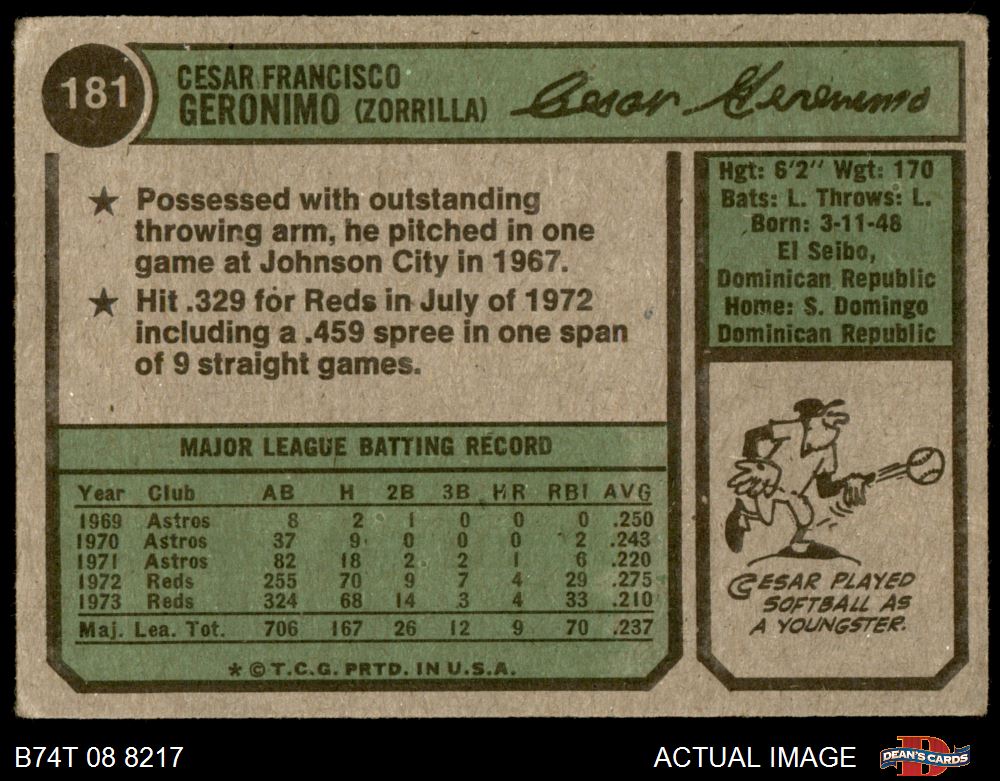 181
CESAR FRANCISCO
GERONIMO (ZORRILLA)
Cesar Geronimo
★ Possessed with outstanding
throwing arm, he pitched in one
game at Johnson City in 1967.
★ Hit .329 for Reds in July of 1972
including a .459 spree in one span
of 9 straight games.
MAJOR LEAGUE BATTING RECORD
Year Club AB H 2B 3B HR RBI AVG
1969 Astros 8 2 1 0 0 0 .250
1970 Astros 37 9 0 0 0 2 .243
1971 Astros 82 18 2 2 1 6 .220
1972 Reds 255 70 9 7 4 29 .275
1973 Reds 324 68 14 3 4 33 .210
Maj. Lea. Tot. 706 167 26 12 9 70 .237
* © T.C.G. PRTD. IN U.S.A.
Hgt: 6'2'' Wgt: 170
Bats: L. Throws: L.
Born: 3-11-48
El Seibo,
Dominican Republic
Home: S. Domingo
Dominican Republic
CESAR PLAYED
SOFTBALL AS
A YOUNGSTER.
B74T 08 8217
ACTUAL IMAGE
DEAN'S CARDS